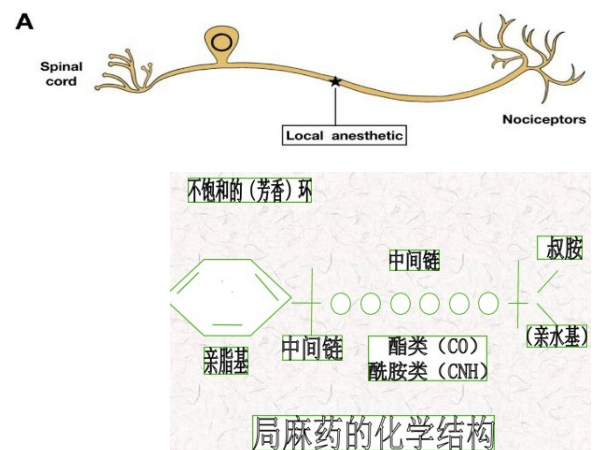 A
Spinal
cord
Local anesthetic
Nociceptors
不饱和的（芳香）环
叔胺
中间链
亲脂基
中间链
酯类（CO）
酰胺类（CNH）
（亲水基）
局麻药的化学结构